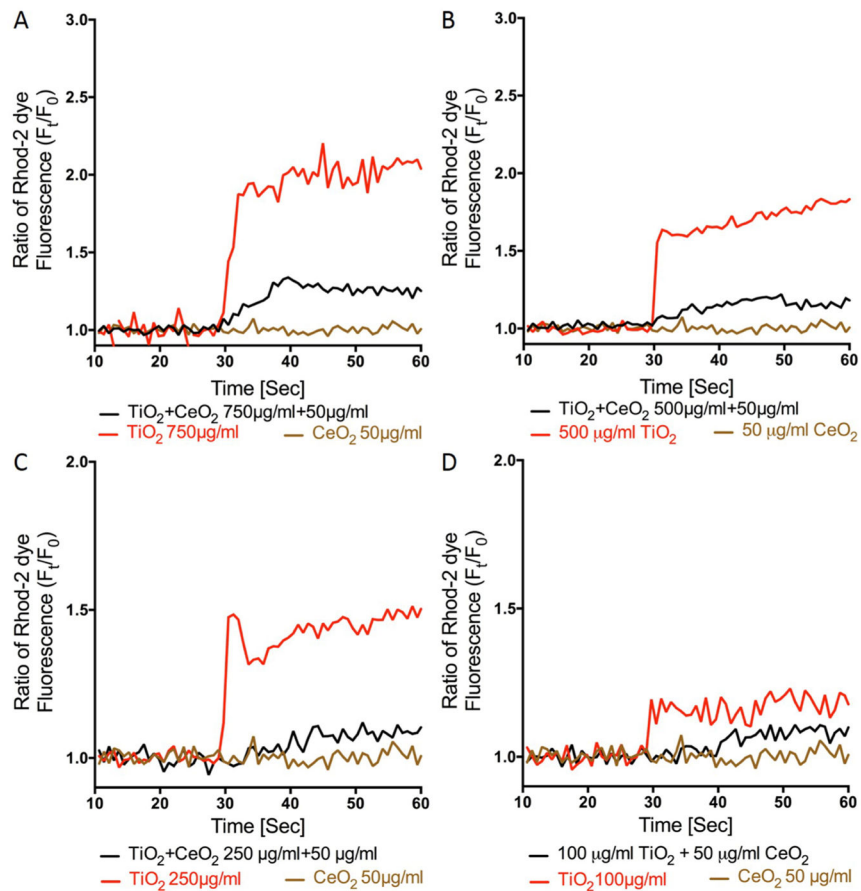 A
Ratio of Rhod-2 dye
Fluorescence (Ft/F0)
3.0
2.5
2.0
1.5
1.0
10 20 30 40 50 60
Time [Sec]
TiO2+CeO2 750µg/ml+50µg/ml
TiO2 750µg/ml CeO2 50µg/ml
B
Ratio of Rhod-2 dye
Fluorescence (Ft/F0)
3.0
2.5
2.0
1.5
1.0
10 20 30 40 50 60
Time [Sec]
TiO2+CeO2 500µg/ml+50µg/ml
500 µg/ml TiO2 50 µg/ml CeO2
C
Ratio of Rhod-2 dye
Fluorescence (Ft/F0)
2.0
1.5
1.0
10 20 30 40 50 60
Time [Sec]
TiO2+CeO2 250 µg/ml+50 µg/ml
TiO2 250µg/ml CeO2 50µg/ml
D
Ratio of Rhod-2 dye
Fluorescence (Ft/F0)
2.0
1.5
1.0
10 20 30 40 50 60
Time [Sec]
100 µg/ml TiO2 + 50 µg/ml CeO2
TiO2 100µg/ml CeO2 50 µg/ml